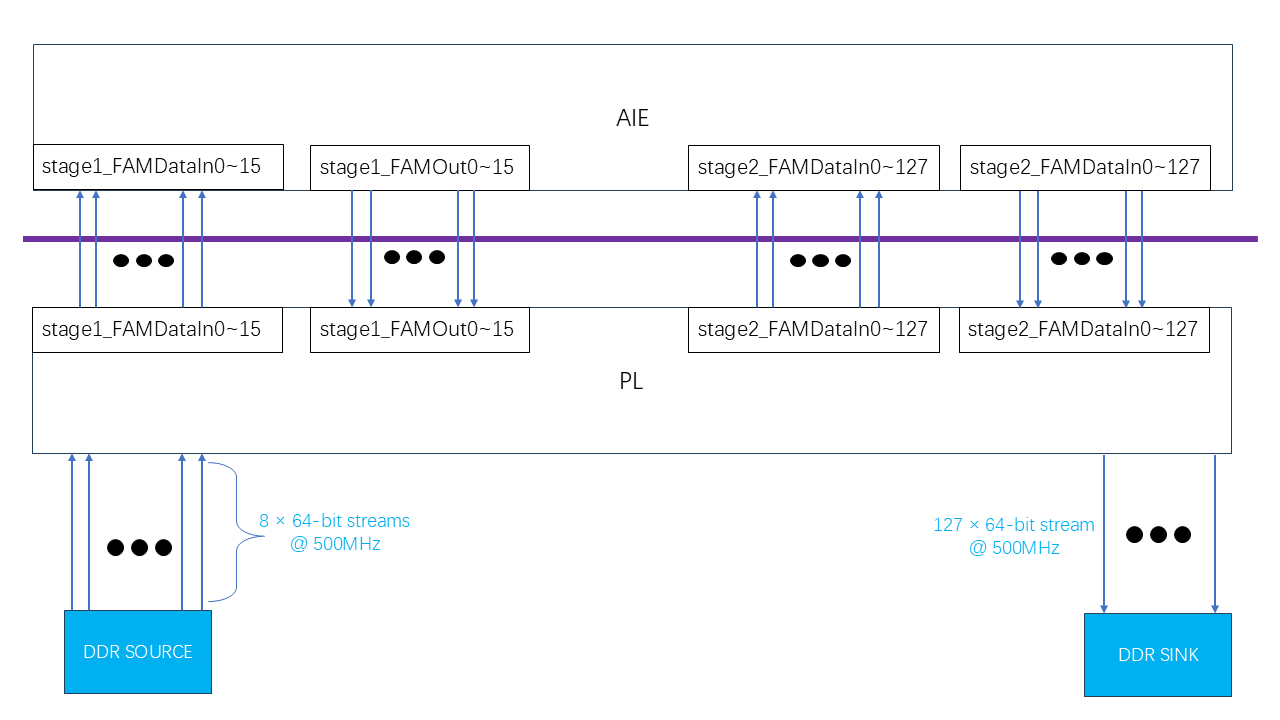 AIE
stage1_FAMDataIn0~15
stage1_FAMOut0~15
stage2_FAMDataIn0~127
stage2_FAMDataIn0~127
stage1_FAMDataIn0~15
stage1_FAMOut0~15
stage2_FAMDataIn0~127
stage2_FAMDataIn0~127
PL
8 × 64-bit streams
@ 500MHz
127 × 64-bit stream
@ 500MHz
DDR SOURCE
DDR SINK